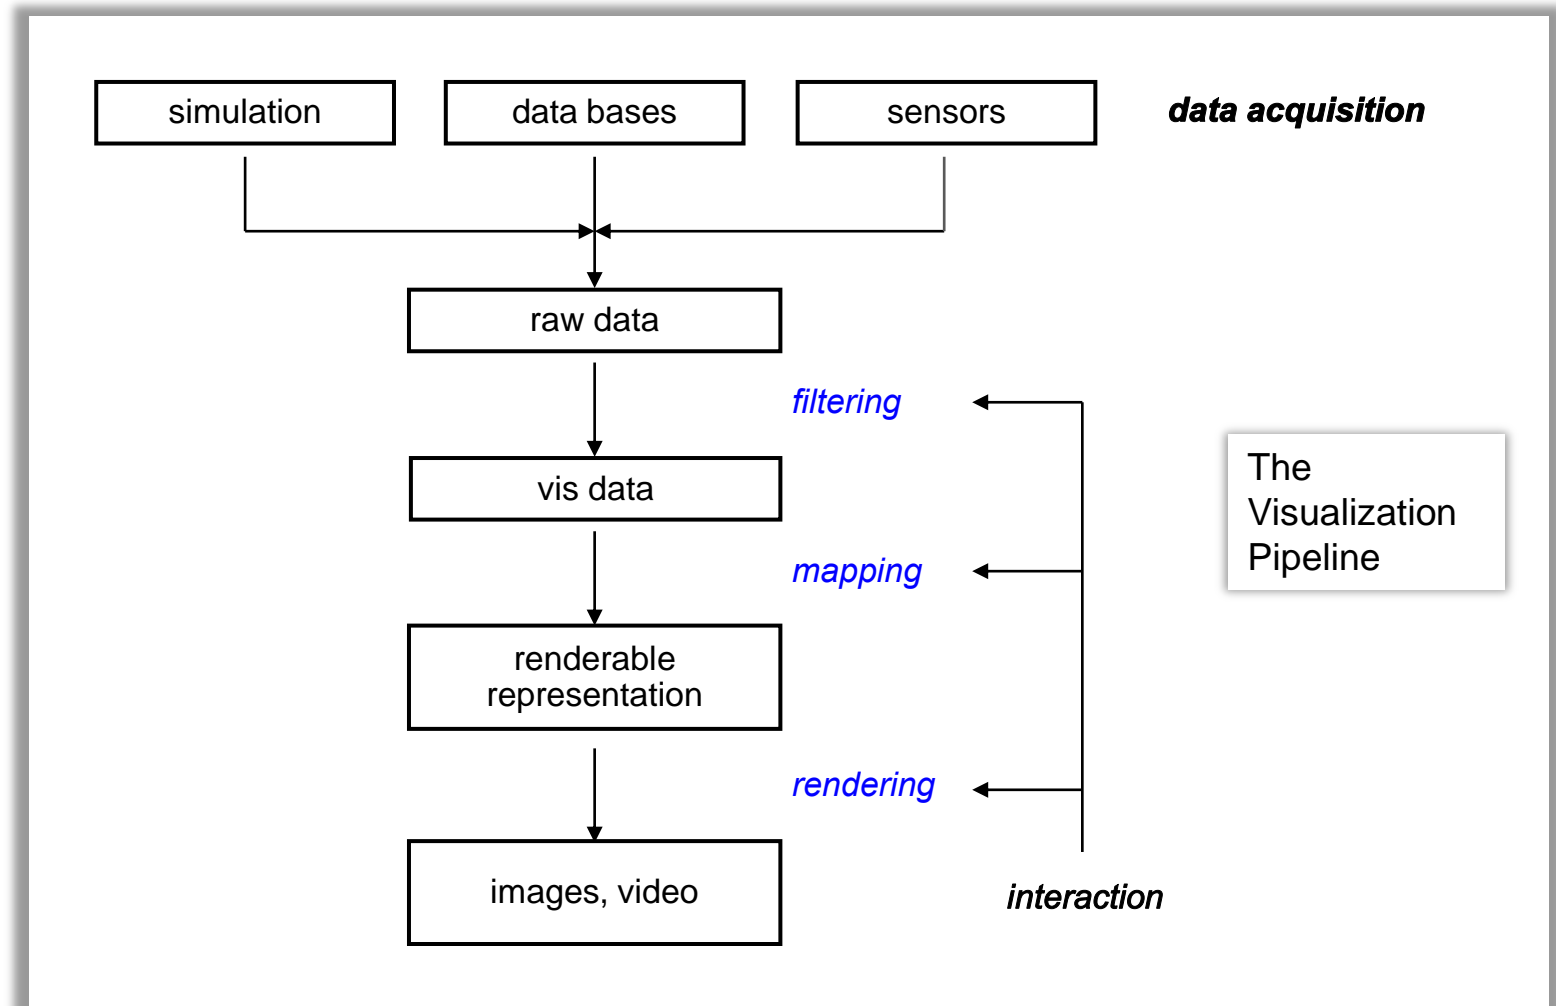 simulation
data bases
sensors
data acquisition
raw data
filtering
vis data
The
Visualization
Pipeline
mapping
renderable
representation
rendering
images, video
interaction